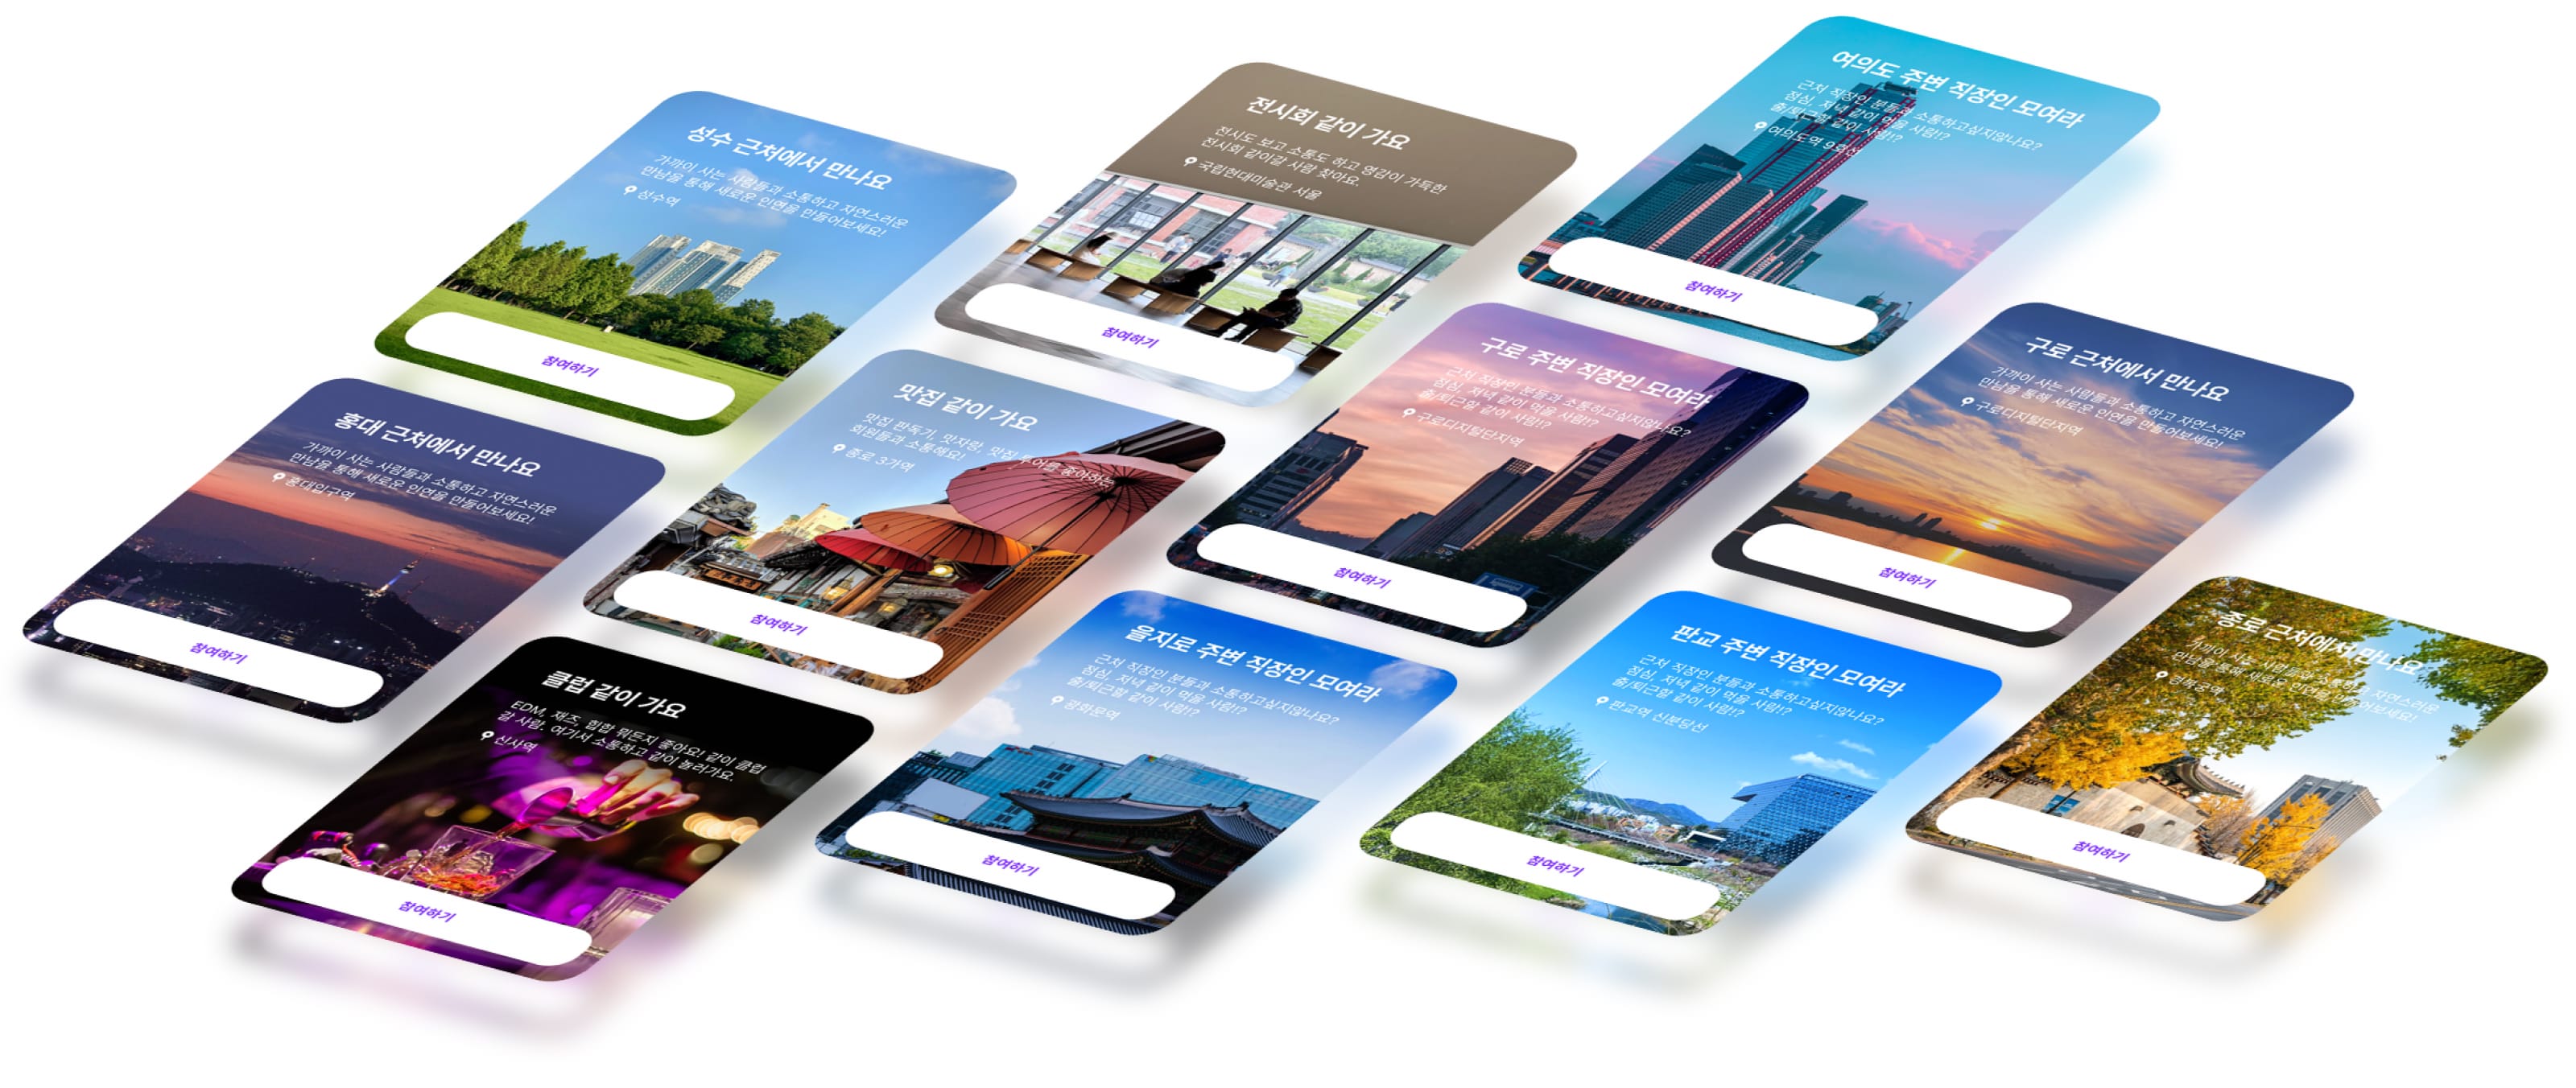 성수 근처에서 만나요
가까이 사는 사람들과 소통하고 자연스러운
만남을 통해 새로운 인연을 만들어보세요!
성수역
참여하기
전시회 같이 가요
전시도 보고 소통도 하고 영감이 가득한
전시회 같이갈 사람 찾아요.
국립현대미술관 서울
참여하기
여의도 주변 직장인 모여라
근처 직장인 분들과 소통하고싶지않나요?
점심, 저녁 같이 먹을 사람!?
출/퇴근할 같이 사람!?
여의도역 9호선
참여하기
홍대 근처에서 만나요
가까이 사는 사람들과 소통하고 자연스러운
만남을 통해 새로운 인연을 만들어보세요!
홍대입구역
참여하기
맛집 같이 가요
맛집 판독기, 맛자랑, 맛집 투어를 좋아하는
회원들과 소통해요!
종로 3가역
참여하기
구로 주변 직장인 모여라
근처 직장인 분들과 소통하고싶지않나요?
점심, 저녁 같이 먹을 사람!?
출/퇴근할 같이 사람!?
구로디지털단지역
참여하기
구로 근처에서 만나요
가까이 사는 사람들과 소통하고 자연스러운
만남을 통해 새로운 인연을 만들어보세요!
구로디지털단지역
참여하기
클럽 같이 가요
EDM, 재즈, 힙합 뭐든지 좋아요! 같이 클럽
갈 사람, 여기서 소통하고 같이 놀러가요.
신사역
참여하기
을지로 주변 직장인 모여라
근처 직장인 분들과 소통하고싶지않나요?
점심, 저녁 같이 먹을 사람!?
출/퇴근할 같이 사람!?
광화문역
참여하기
판교 주변 직장인 모여라
근처 직장인 분들과 소통하고싶지않나요?
점심, 저녁 같이 먹을 사람!?
출/퇴근할 같이 사람!?
판교역 신분당선
참여하기
종로 근처에서 만나요
가까이 사는 사람들과 소통하고 자연스러운
만남을 통해 새로운 인연을 만들어보세요!
경복궁역
참여하기